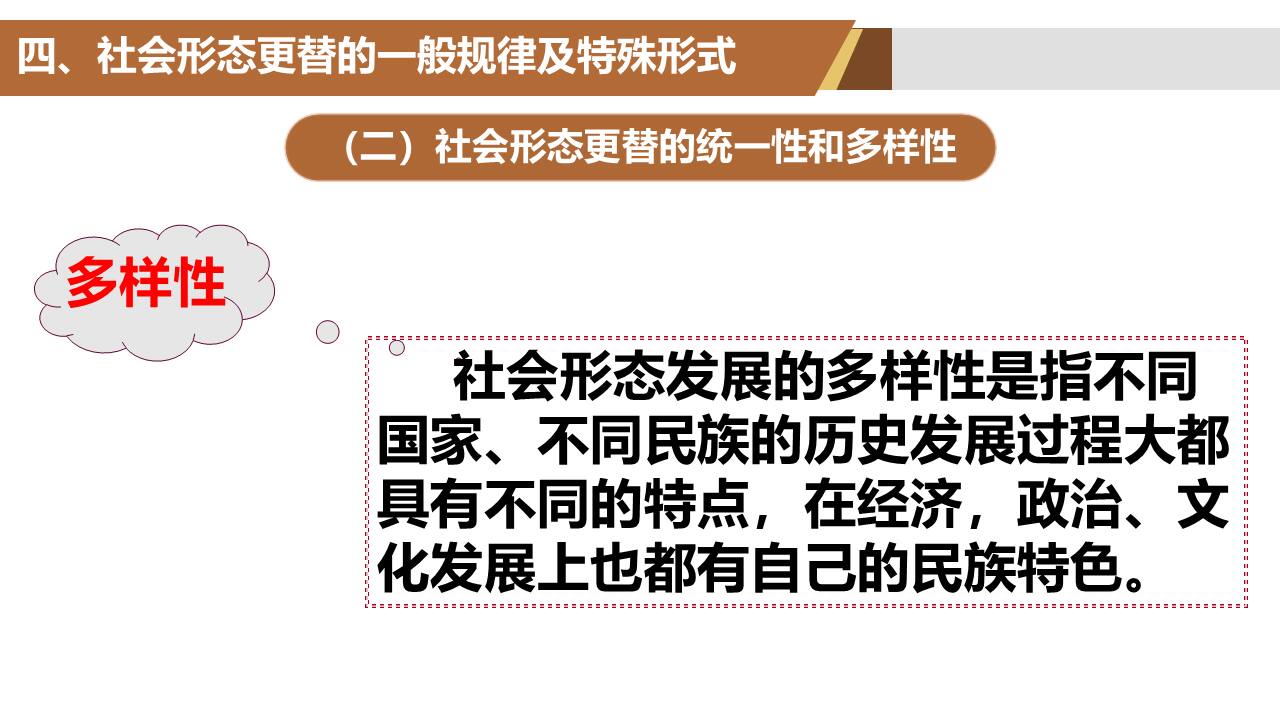 四、社会形态更替的一般规律及特殊形式
（二）社会形态更替的统一性和多样性
多样性
社会形态发展的多样性是指不同
国家、不同民族的历史发展过程大都
具有不同的特点，在经济，政治、文
化发展上也都有自己的民族特色。